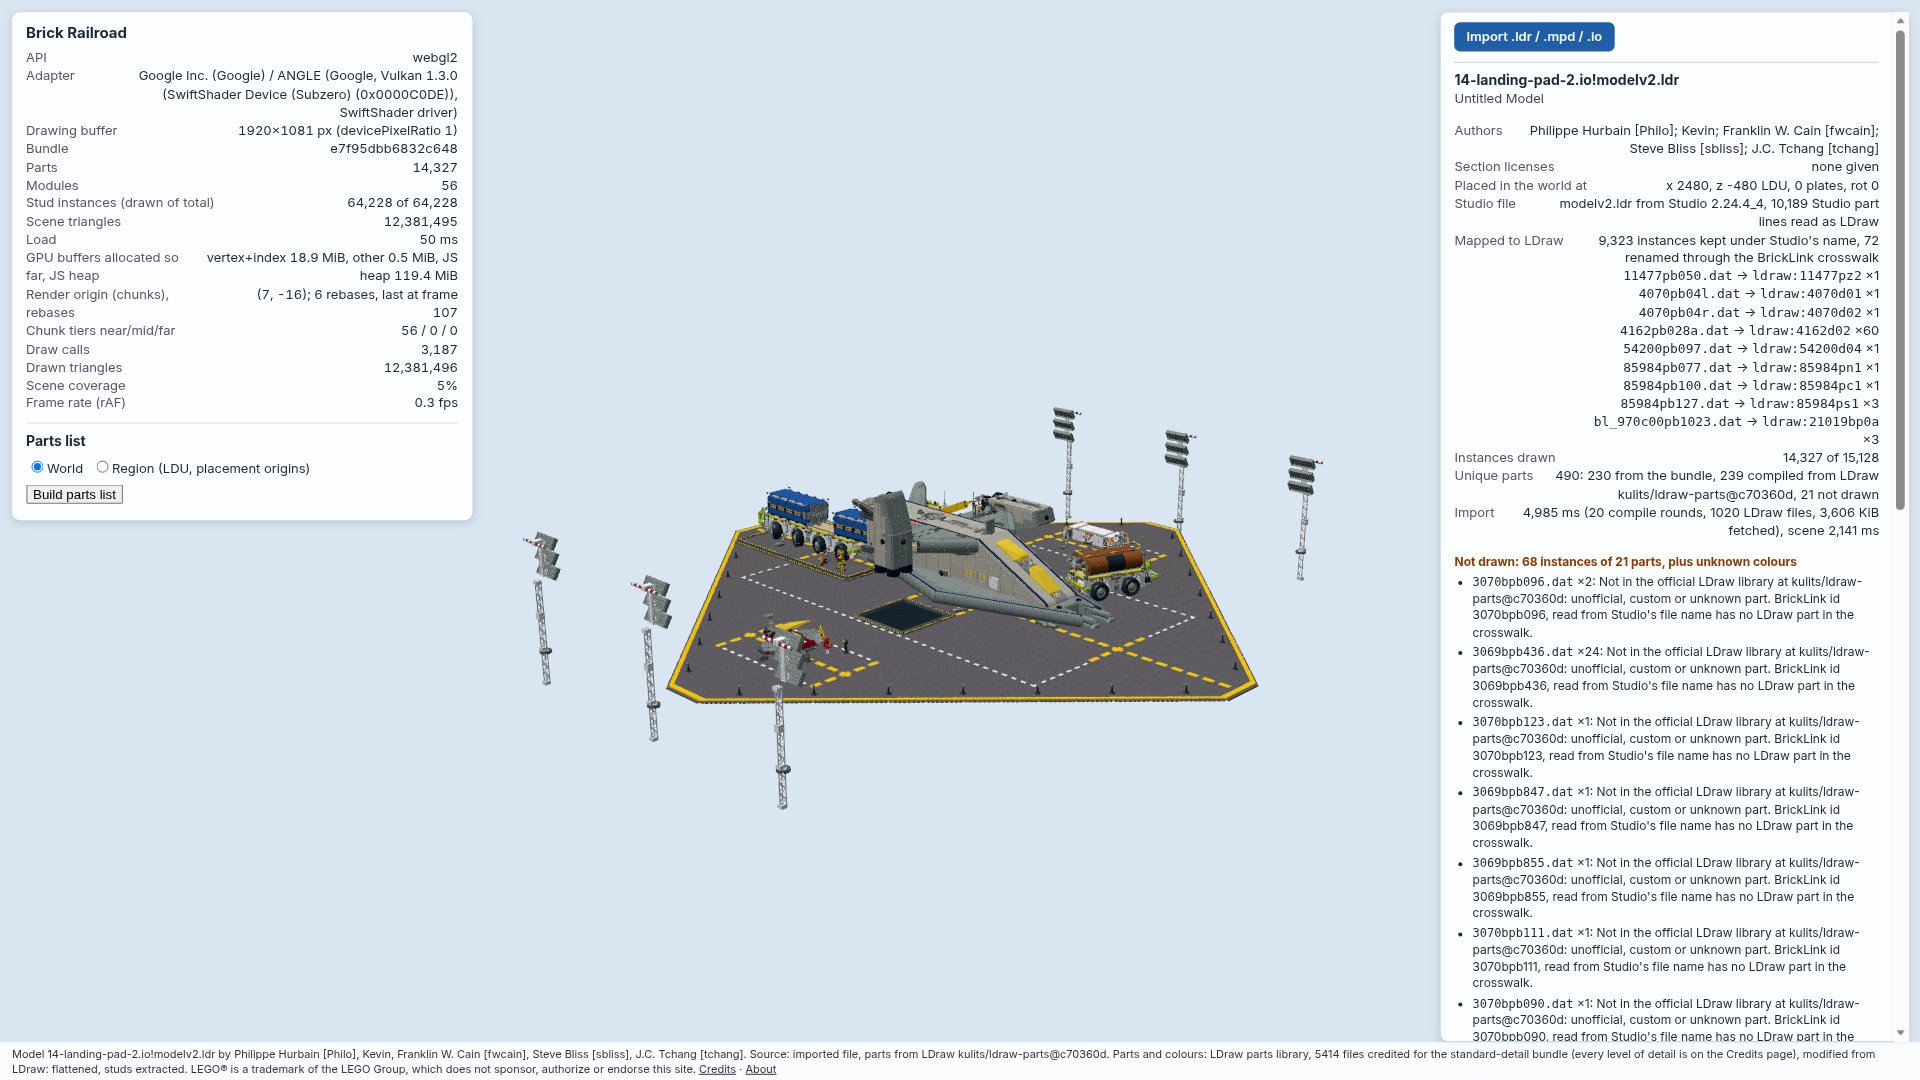 Brick Railroad
API webgl2
Adapter Google Inc. (Google) / ANGLE (Google, Vulkan 1.3.0
(SwiftShader Device (Subzero) (0x0000C0DE)),
SwiftShader driver)
Drawing buffer 1920×1081 px (devicePixelRatio 1)
Bundle e7f95dbb6832c648
Parts 14,327
Modules 56
Stud instances (drawn of total) 64,228 of 64,228
Scene triangles 12,381,495
Load 50 ms
GPU buffers allocated so vertex+index 18.9 MiB, other 0.5 MiB, JS
far, JS heap heap 119.4 MiB
Render origin (chunks), (7, -16); 6 rebases, last at frame
rebases 107
Chunk tiers near/mid/far 56 / 0 / 0
Draw calls 3,187
Drawn triangles 12,381,496
Scene coverage 5%
Frame rate (rAF) 0.3 fps
Parts list
World Region (LDU, placement origins)
Build parts list
Import .ldr / .mpd / .io
14-landing-pad-2.io!modelv2.ldr
Untitled Model
Authors Philippe Hurbain [Philo]; Kevin; Franklin W. Cain [fwcain];
Steve Bliss [sbliss]; J.C. Tchang [tchang]
Section licenses none given
Placed in the world at x 2480, z -480 LDU, 0 plates, rot 0
Studio file modelv2.ldr from Studio 2.24.4_4, 10,189 Studio part
lines read as LDraw
Mapped to LDraw 9,323 instances kept under Studio's name, 72
renamed through the BrickLink crosswalk
11477pb050.dat → ldraw:11477pz2 ×1
4070pb04l.dat → ldraw:4070d01 ×1
4070pb04r.dat → ldraw:4070d02 ×1
4162pb028a.dat → ldraw:4162d02 ×60
54200pb097.dat → ldraw:54200d04 ×1
85984pb077.dat → ldraw:85984pn1 ×1
85984pb100.dat → ldraw:85984pc1 ×1
85984pb127.dat → ldraw:85984ps1 ×3
bl_970c00pb1023.dat → ldraw:21019bp0a
×3
Instances drawn 14,327 of 15,128
Unique parts 490: 230 from the bundle, 239 compiled from LDraw
kulits/ldraw-parts@c70360d, 21 not drawn
Import 4,985 ms (20 compile rounds, 1020 LDraw files, 3,606 KiB
fetched), scene 2,141 ms
Not drawn: 68 instances of 21 parts, plus unknown colours
• 3070bpb096.dat ×2: Not in the official LDraw library at kulits/ldraw-
parts@c70360d: unofficial, custom or unknown part. BrickLink id
3070bpb096, read from Studio's file name has no LDraw part in the
crosswalk.
• 3069bpb436.dat ×24: Not in the official LDraw library at kulits/ldraw-
parts@c70360d: unofficial, custom or unknown part. BrickLink id
3069bpb436, read from Studio's file name has no LDraw part in the
crosswalk.
• 3070bpb123.dat ×1: Not in the official LDraw library at kulits/ldraw-
parts@c70360d: unofficial, custom or unknown part. BrickLink id
3070bpb123, read from Studio's file name has no LDraw part in the
crosswalk.
• 3069bpb847.dat ×1: Not in the official LDraw library at kulits/ldraw-
parts@c70360d: unofficial, custom or unknown part. BrickLink id
3069bpb847, read from Studio's file name has no LDraw part in the
crosswalk.
• 3069bpb855.dat ×1: Not in the official LDraw library at kulits/ldraw-
parts@c70360d: unofficial, custom or unknown part. BrickLink id
3069bpb855, read from Studio's file name has no LDraw part in the
crosswalk.
• 3070bpb111.dat ×1: Not in the official LDraw library at kulits/ldraw-
parts@c70360d: unofficial, custom or unknown part. BrickLink id
3070bpb111, read from Studio's file name has no LDraw part in the
crosswalk.
• 3070bpb090.dat ×1: Not in the official LDraw library at kulits/ldraw-
parts@c70360d: unofficial, custom or unknown part. BrickLink id
3070bpb090, read from Studio's file name has no LDraw part in the
Model 14-landing-pad-2.io!modelv2.ldr by Philippe Hurbain [Philo], Kevin, Franklin W. Cain [fwcain], Steve Bliss [sbliss], J.C. Tchang [tchang]. Source: imported file, parts from LDraw kulits/ldraw-parts@c70360d. Parts and colours: LDraw parts library, 5414 files credited for the standard-detail bundle (every level of detail is on the Credits page), modified from
LDraw: flattened, studs extracted. LEGO® is a trademark of the LEGO Group, which does not sponsor, authorize or endorse this site. Credits · About